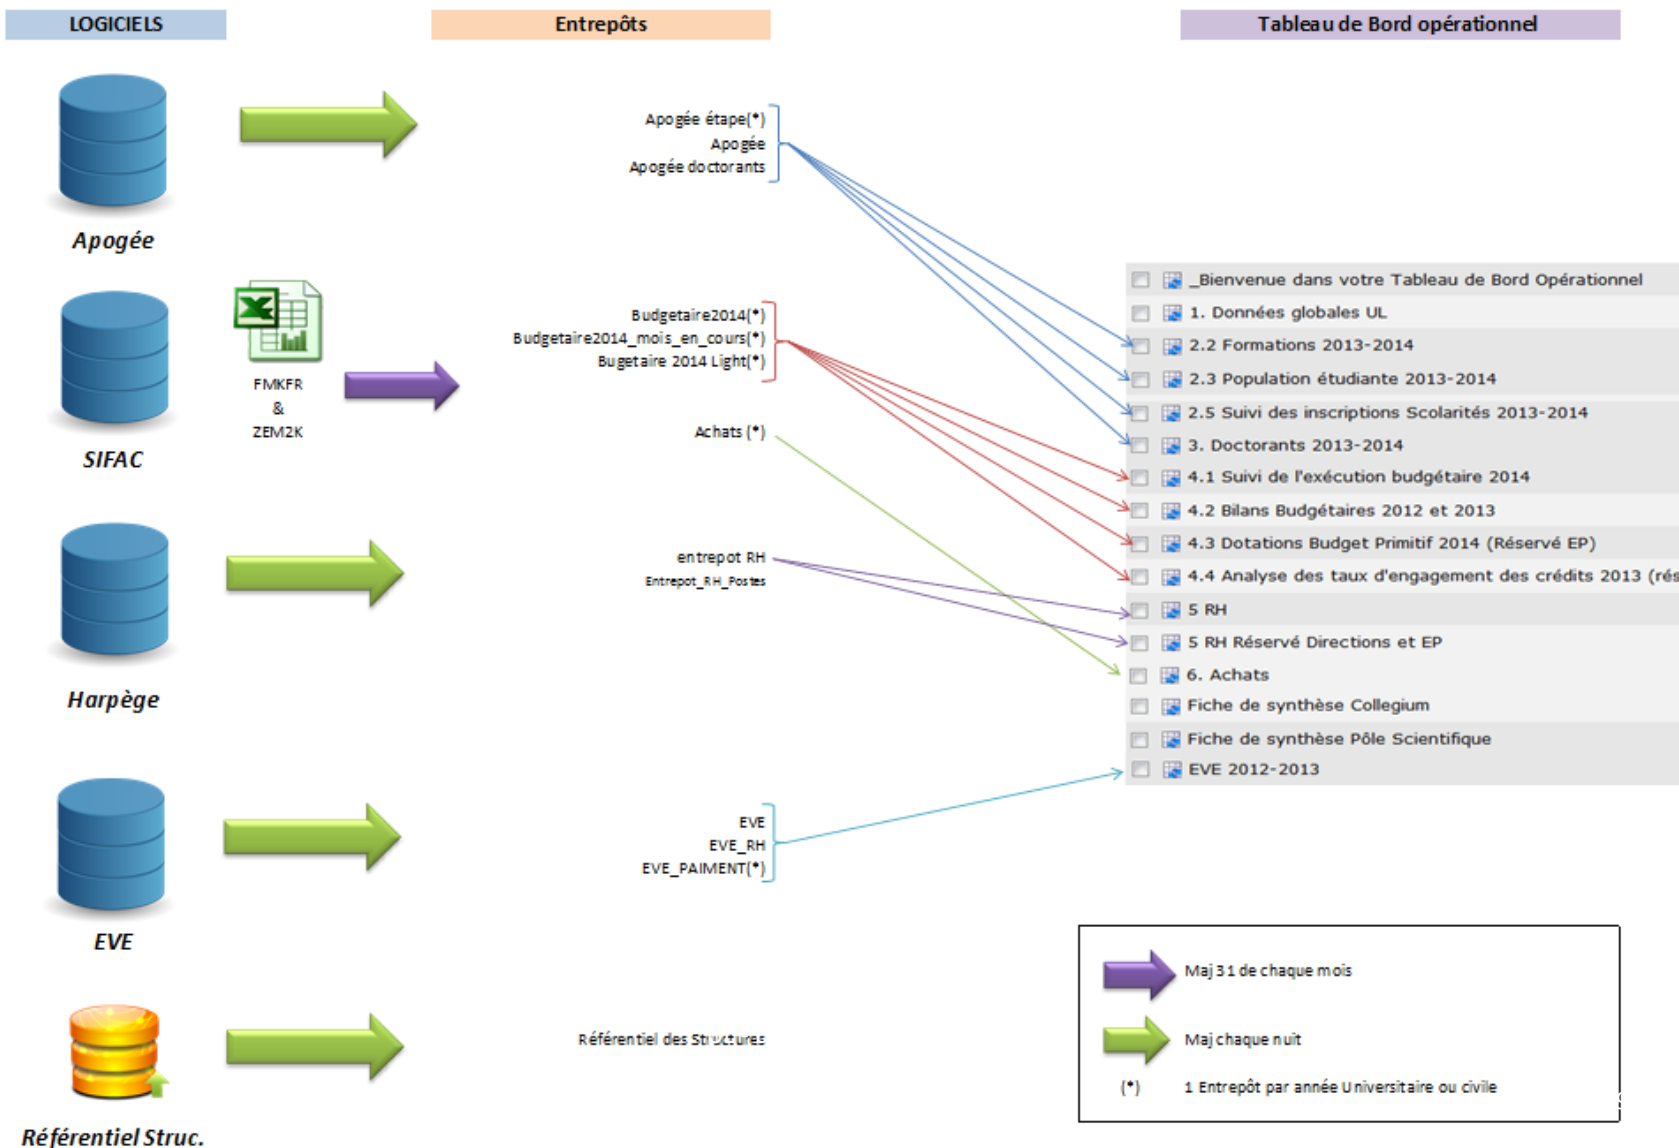 LOGICIELS
Entrepôts
Tableau de Bord opérationnel
Apogée
Apogée étape(*)
Apogée
Apogée doctorants
SIFAC
FMKFR
&
ZEM2K
Budgetaire2014(*)
Budgetaire2014_mois_en_cours(*)
Bugetaire 2014 Light(*)
Achats (*)
Harpège
entrepot RH
Entrepot_RH_Postes
EVE
EVE
EVE_RH
EVE_PAIMENT(*)
Référentiel Struc.
Référentiel des Structures
_Bienvenue dans votre Tableau de Bord Opérationnel
1. Données globales UL
2.2 Formations 2013-2014
2.3 Population étudiante 2013-2014
2.5 Suivi des inscriptions Scolarités 2013-2014
3. Doctorants 2013-2014
4.1 Suivi de l'exécution budgétaire 2014
4.2 Bilans Budgétaires 2012 et 2013
4.3 Dotations Budget Primitif 2014 (Réservé EP)
4.4 Analyse des taux d'engagement des crédits 2013 (rés
5 RH
5 RH Réservé Directions et EP
6. Achats
Fiche de synthèse Collegium
Fiche de synthèse Pôle Scientifique
EVE 2012-2013
Maj 31 de chaque mois
Maj chaque nuit
(*) 1 Entrepôt par année Universitaire ou civile